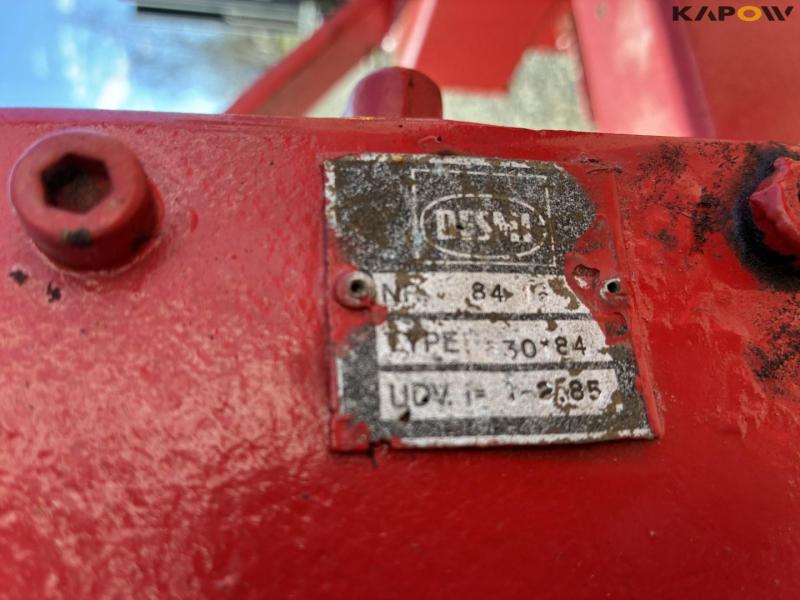 KAPOW
DESMI
NR. 84
TYPE 30*84
UDV. i=